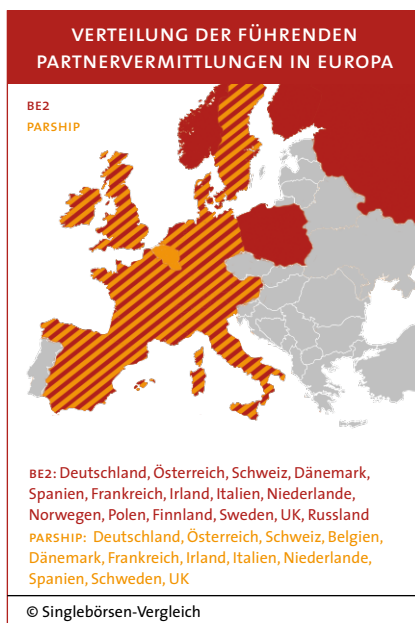 VERTEILUNG DER FÜHRENDEN
PARTNERVERMITTLUNGEN IN EUROPA
BE2
PARSHIP
BE2: Deutschland, Österreich, Schweiz, Dänemark,
Spanien, Frankreich, Irland, Italien, Niederlande,
Norwegen, Polen, Finnland, Sweden, UK, Russland
PARSHIP: Deutschland, Österreich, Schweiz, Belgien,
Dänemark, Frankreich, Irland, Italien, Niederlande,
Spanien, Schweden, UK
© Singlebörsen-Vergleich